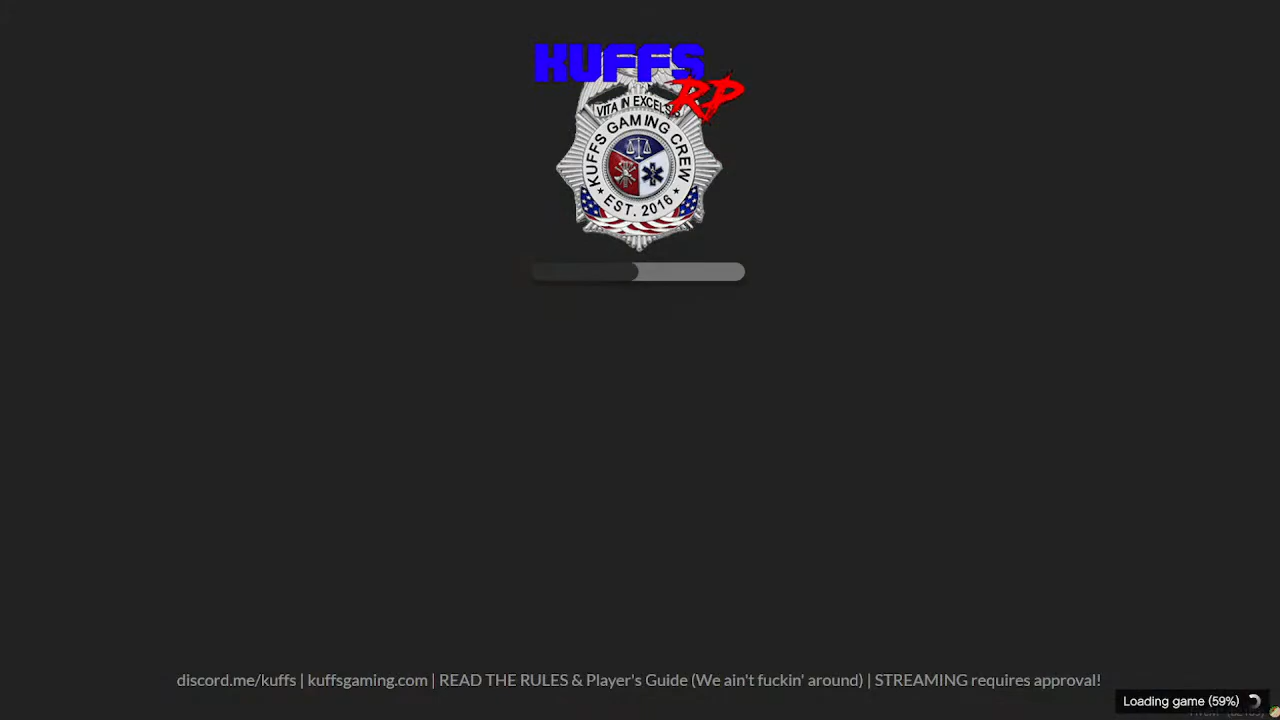 KUFFS
RP
VITA IN EXCELSIS
KUFFS GAMING CREW
★ EST. 2016 ★
discord.me/kuffs | kuffsgaming.com | READ THE RULES & Player's Guide (We ain't fuckin' around) | STREAMING requires approval!
Loading game (59%)